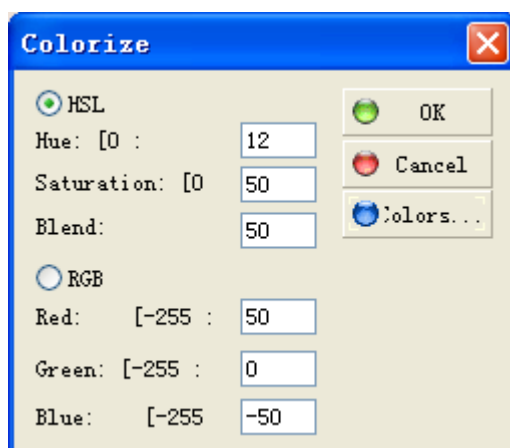 Colorize
HSL
OK
Hue: [0 :
12
Cancel
Saturation: [0
50
Colors...
Blend:
50
RGB
Red: [-255 :
50
Green: [-255 :
0
Blue: [-255
-50